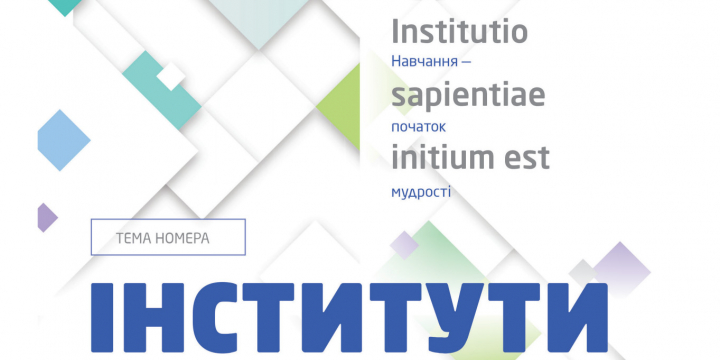 Institutio
Навчання —
sapientiae
початок
initium est
мудрості
ТЕМА НОМЕРА
ІНСТИТУТИ